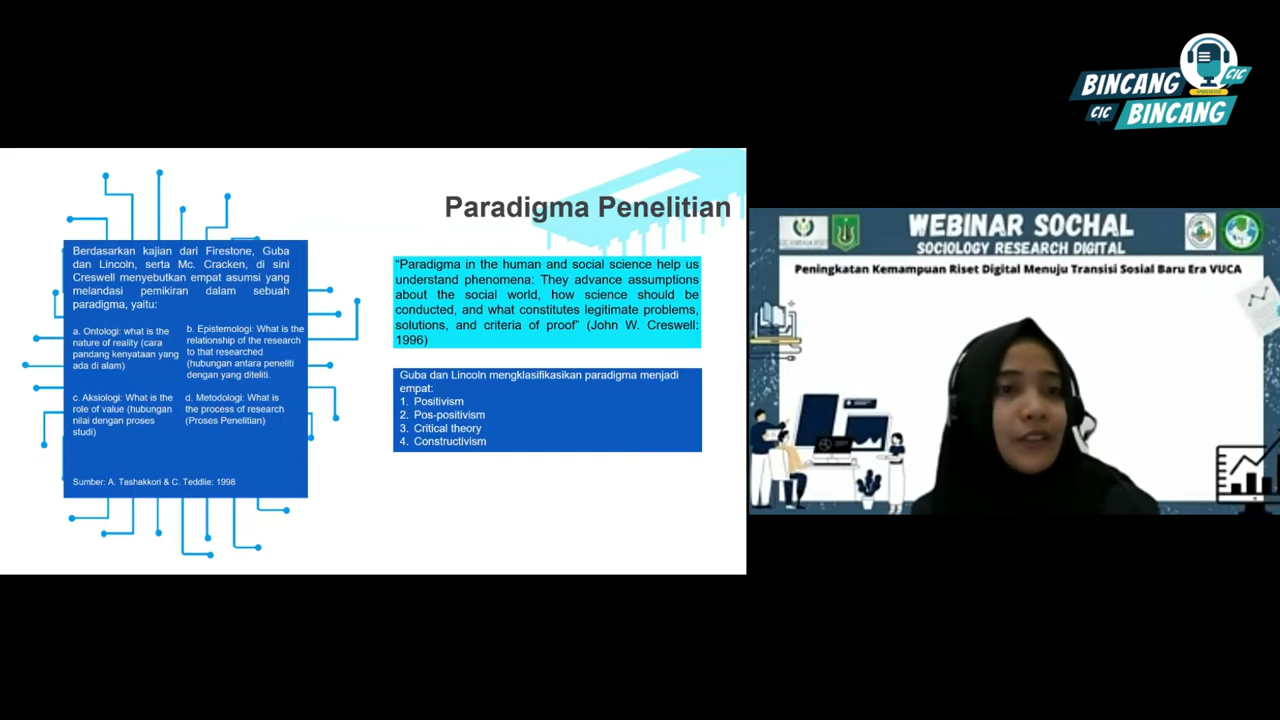 BINCANG
CIC
CIC
BINCANG
Paradigma Penelitian
Berdasarkan kajian dari Firestone, Guba
dan Lincoln, serta Mc. Cracken, di sini
Creswell menyebutkan empat asumsi yang
melandasi pemikiran dalam sebuah
paradigma, yaitu:
a. Ontologi: what is the
nature of reality (cara
pandang kenyataan yang
ada di alam)
b. Epistemologi: What is the
relationship of the research
to that researched
(hubungan antara peneliti
dengan yang diteliti.
c. Aksiologi: What is the
role of value (hubungan
nilai dengan proses
studi)
d. Metodologi: What is
the process of research
(Proses Penelitian)
Sumber: A. Tashakkori & C. Teddlie: 1998
“Paradigma in the human and social science help us
understand phenomena: They advance assumptions
about the social world, how science should be
conducted, and what constitutes legitimate problems,
solutions, and criteria of proof” (John W. Creswell:
1996)
Guba dan Lincoln mengklasifikasikan paradigma menjadi
empat:
1. Positivism
2. Pos-positivism
3. Critical theory
4. Constructivism
WEBINAR SOCHAL
SOCIOLOGY RESEARCH DIGITAL
Peningkatan Kemampuan Riset Digital Menuju Transisi Sosial Baru Era VUCA